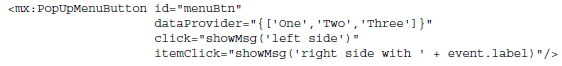 <mx:PopUpMenuButton id="menuBtn"
dataProvider="{['One','Two','Three']}"
click="showMsg('left side')"
itemClick="showMsg('right side with ' + event.label)"/>